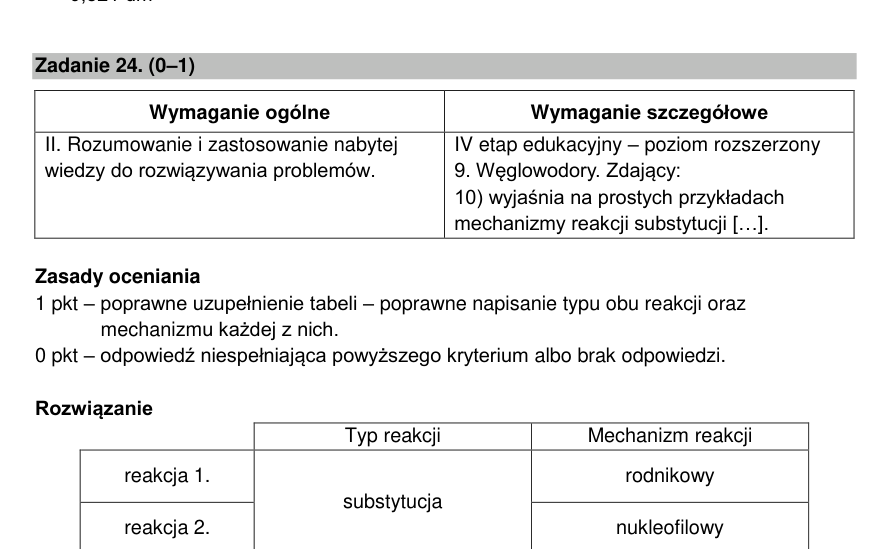 Zadanie 24. (0–1)
Wymaganie ogólne
Wymaganie szczegółowe
II. Rozumowanie i zastosowanie nabytej
wiedzy do rozwiązywania problemów.
IV etap edukacyjny – poziom rozszerzony
9. Węglowodory. Zdający:
10) wyjaśnia na prostych przykładach
mechanizmy reakcji substytucji […].
Zasady oceniania
1 pkt – poprawne uzupełnienie tabeli – poprawne napisanie typu obu reakcji oraz
mechanizmu każdej z nich.
0 pkt – odpowiedź niespełniająca powyższego kryterium albo brak odpowiedzi.
Rozwiązanie
Typ reakcji
Mechanizm reakcji
reakcja 1.
substytucja
rodnikowy
reakcja 2.
nukleofilowy